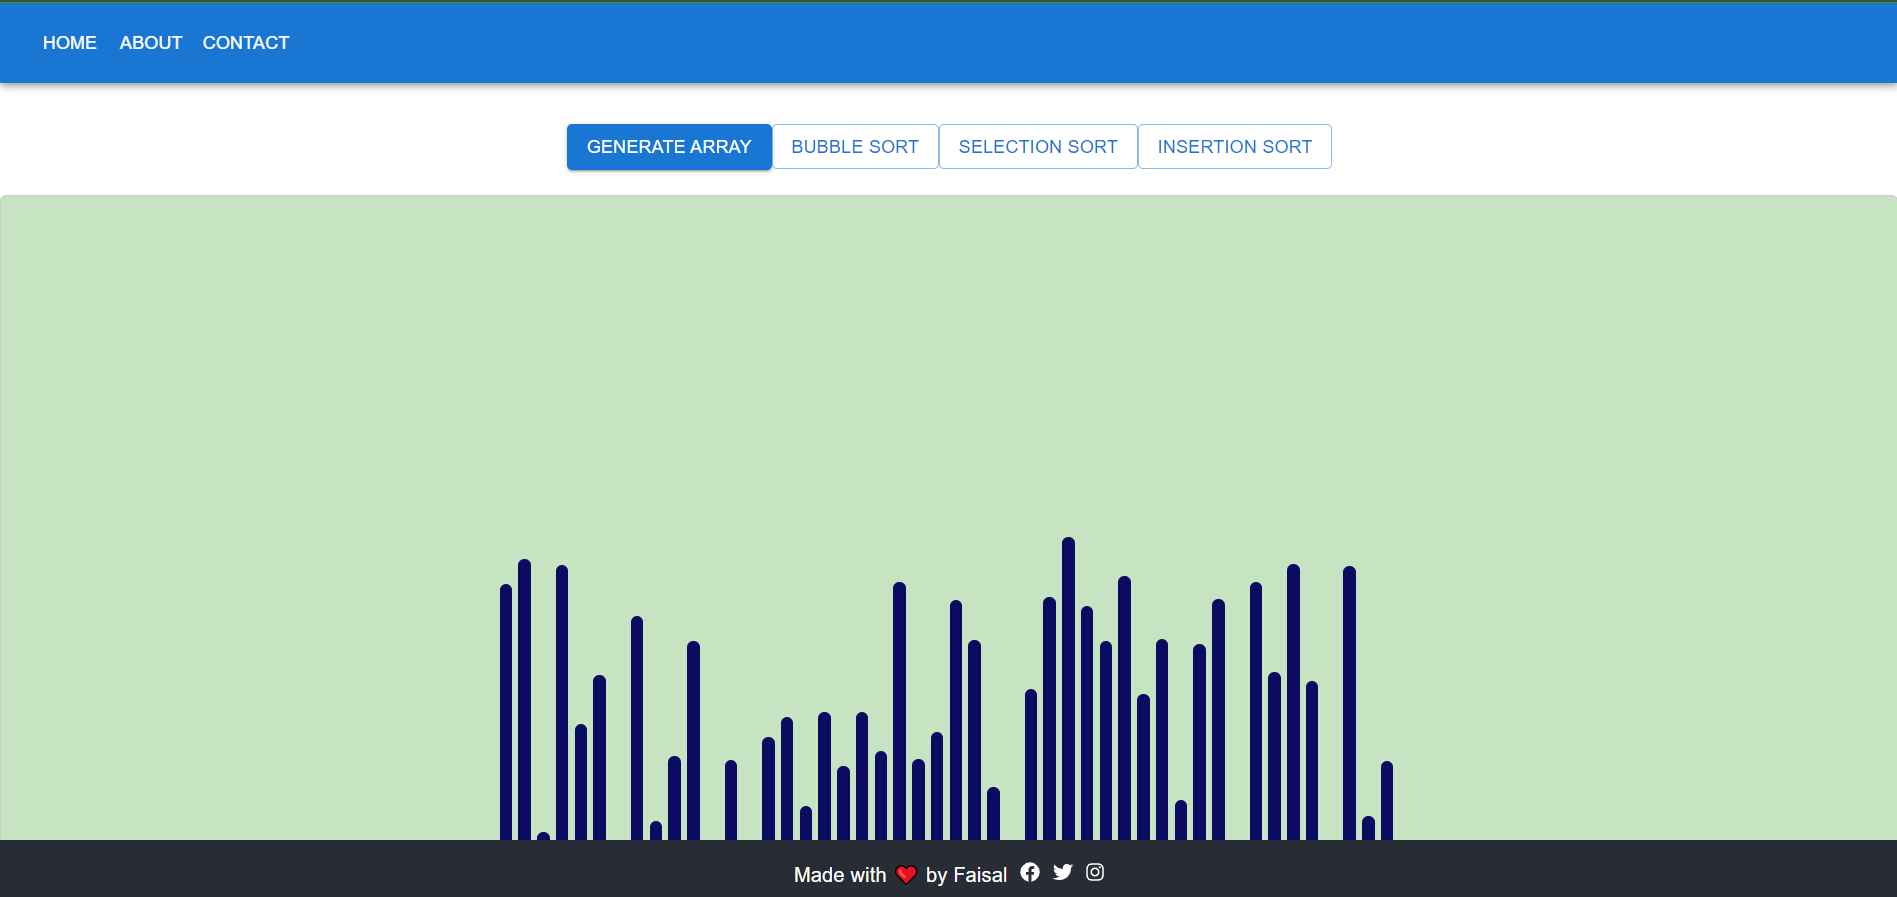 HOME ABOUT CONTACT
GENERATE ARRAY BUBBLE SORT SELECTION SORT INSERTION SORT
Made with ❤️ by Faisal